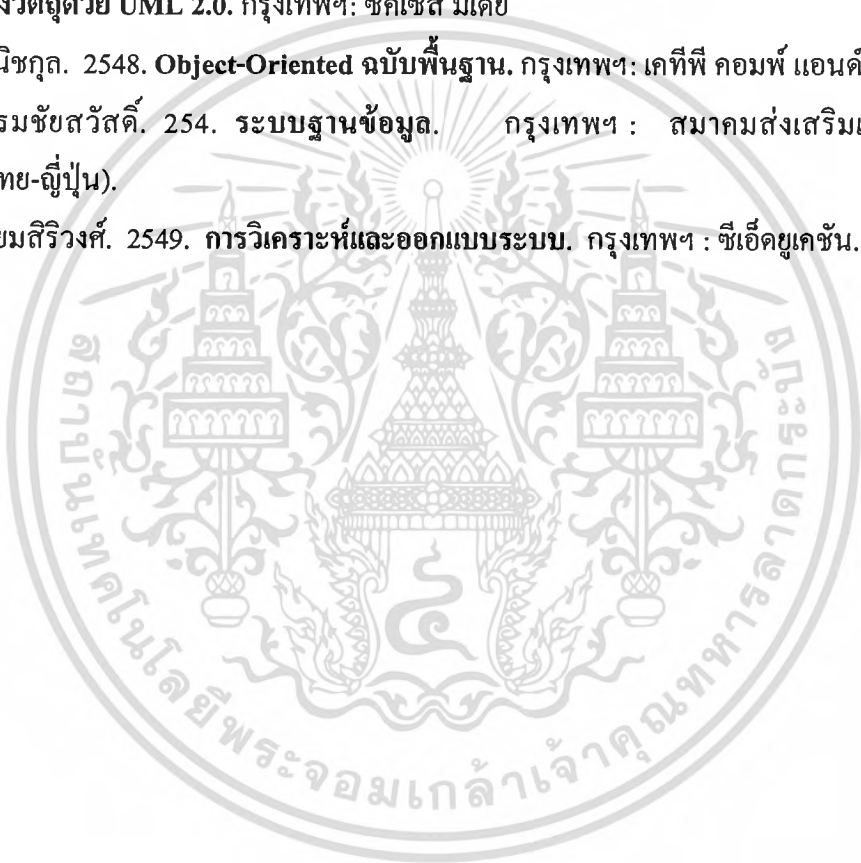 UML 2.0. กรุงเทพฯ: ซัคเซส มีเดีย
นิชกุล. 2548. Object-Oriented ฉบับพื้นฐาน. กรุงเทพฯ: เคทีพี คอมพ์ แอนด์
รมชัยสวัสดิ์. 254. ระบบฐานข้อมูล. กรุงเทพฯ : สมาคมส่งเสริม
ทย-ญี่ปุ่น).
ยมสิริวงศ์. 2549. การวิเคราะห์และออกแบบระบบ. กรุงเทพฯ : ซีเอ็ดยูเคชัน.
สถาบันเทคโนโลยีพระจอมเกล้าเจ้าคุณทหารลาดกระบัง